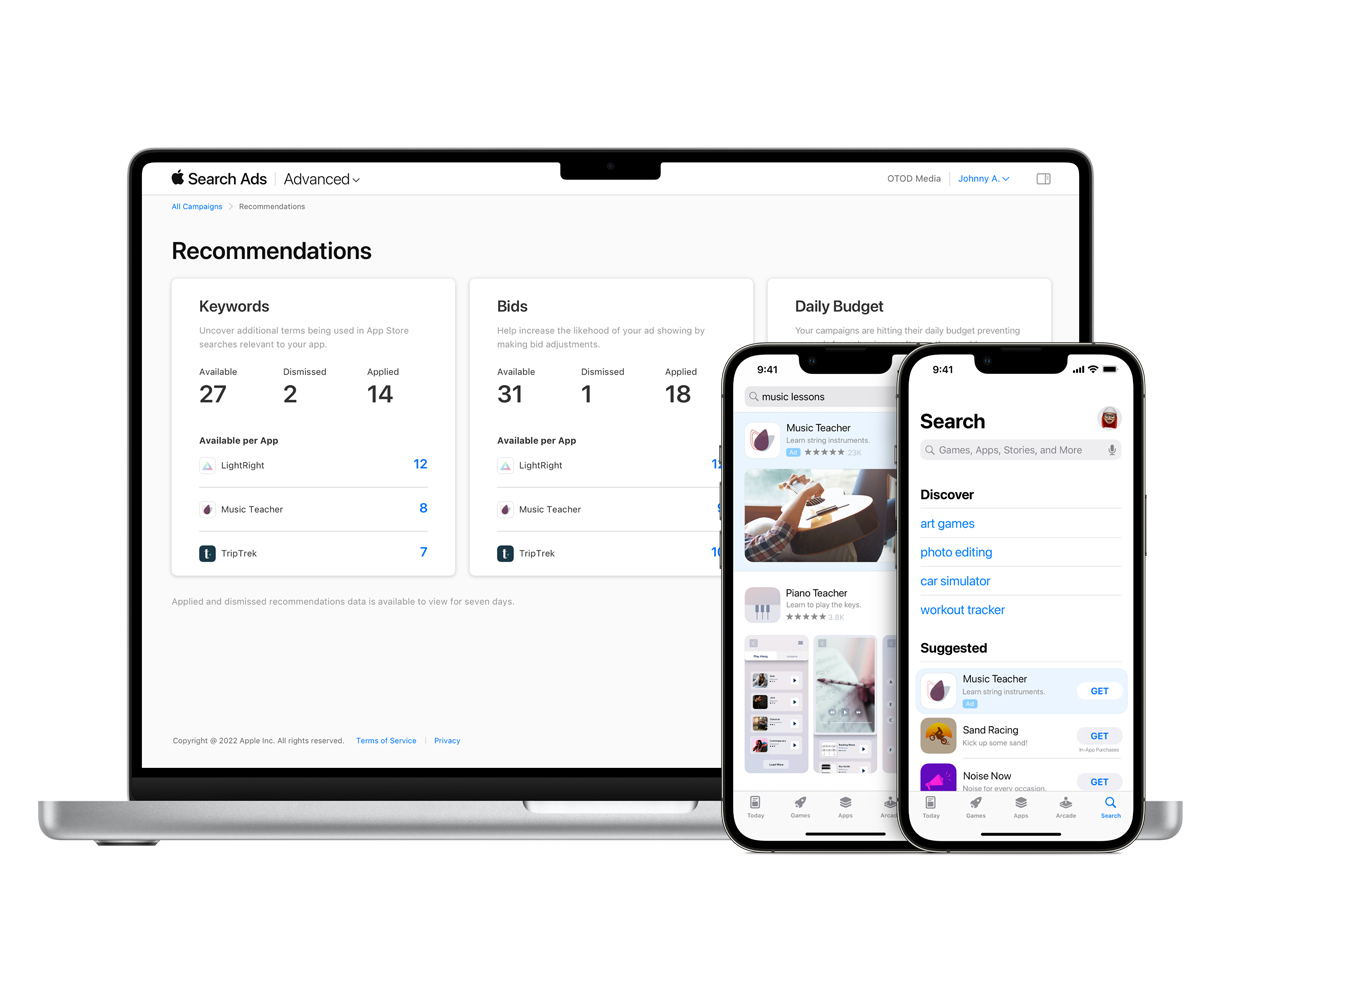 Search Ads Advanced
OTOD Media Johnny A.
All Campaigns Recommendations
Recommendations
Keywords
Uncover additional terms being used in App Store
searches relevant to your app.
Available Dismissed Applied
27 2 14
Available per App
LightRight 12
Music Teacher 8
TripTrek 7
Bids
Help increase the likehood of your ad showing by
making bid adjustments.
Available Dismissed Applied
31 1 18
Available per App
LightRight
Music Teacher
TripTrek
Daily Budget
Your campaigns are hitting their daily budget preventing
Applied and dismissed recommendations data is available to view for seven days.
Copyright @ 2022 Apple Inc. All rights reserved. Terms of Service Privacy
9:41
music lessons
Music Teacher
Learn string instruments.
Ad ★★★★★ 23K
Piano Teacher
Learn to play the keys.
★★★★★ 3.8K
Load More
Today Games Apps
9:41
Search
Games, Apps, Stories, and More
Discover
art games
photo editing
car simulator
workout tracker
Suggested
Music Teacher
Learn string instruments.
Ad
GET
Sand Racing
Kick up some sand!
GET
In-App Purchases
Noise Now
Noise for every occasion.
GET
Today Games Apps Arcade Search